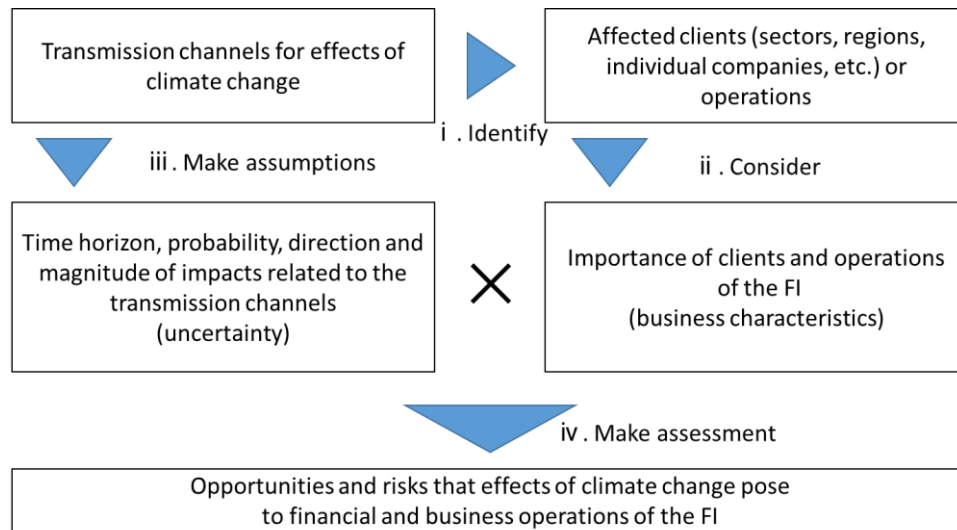 Transmission channels for effects of
climate change
Affected clients (sectors, regions,
individual companies, etc.) or
operations
ⅰ. Identify
ⅲ. Make assumptions
ⅱ. Consider
Time horizon, probability, direction and
magnitude of impacts related to the
transmission channels
(uncertainty)
×
Importance of clients and operations
of the FI
(business characteristics)
ⅳ. Make assessment
Opportunities and risks that effects of climate change pose
to financial and business operations of the FI